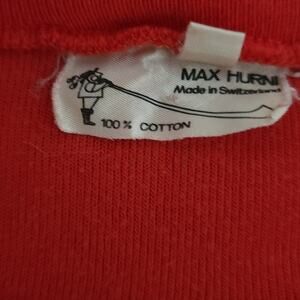 MAX HURNI
Made in Switzerland
100% COTTON